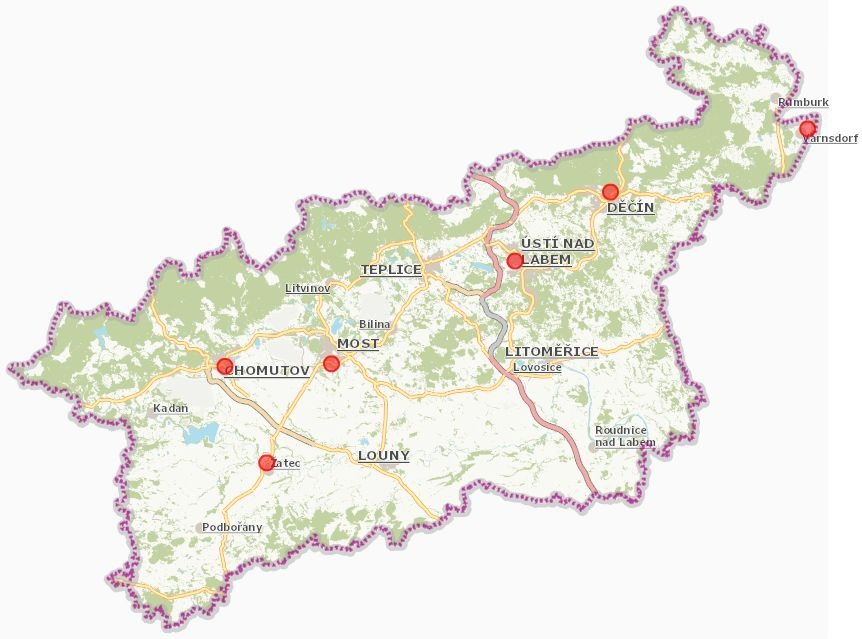 Rumburk
Varnsdorf
DĚČÍN
ÚSTÍ NAD
LABEM
TEPLICE
Litvínov
Bílina
MOST
LITOMĚŘICE
Lovosice
CHOMUTOV
Kadaň
Roudnice
nad Labem
LOUNY
Žatec
Podbořany